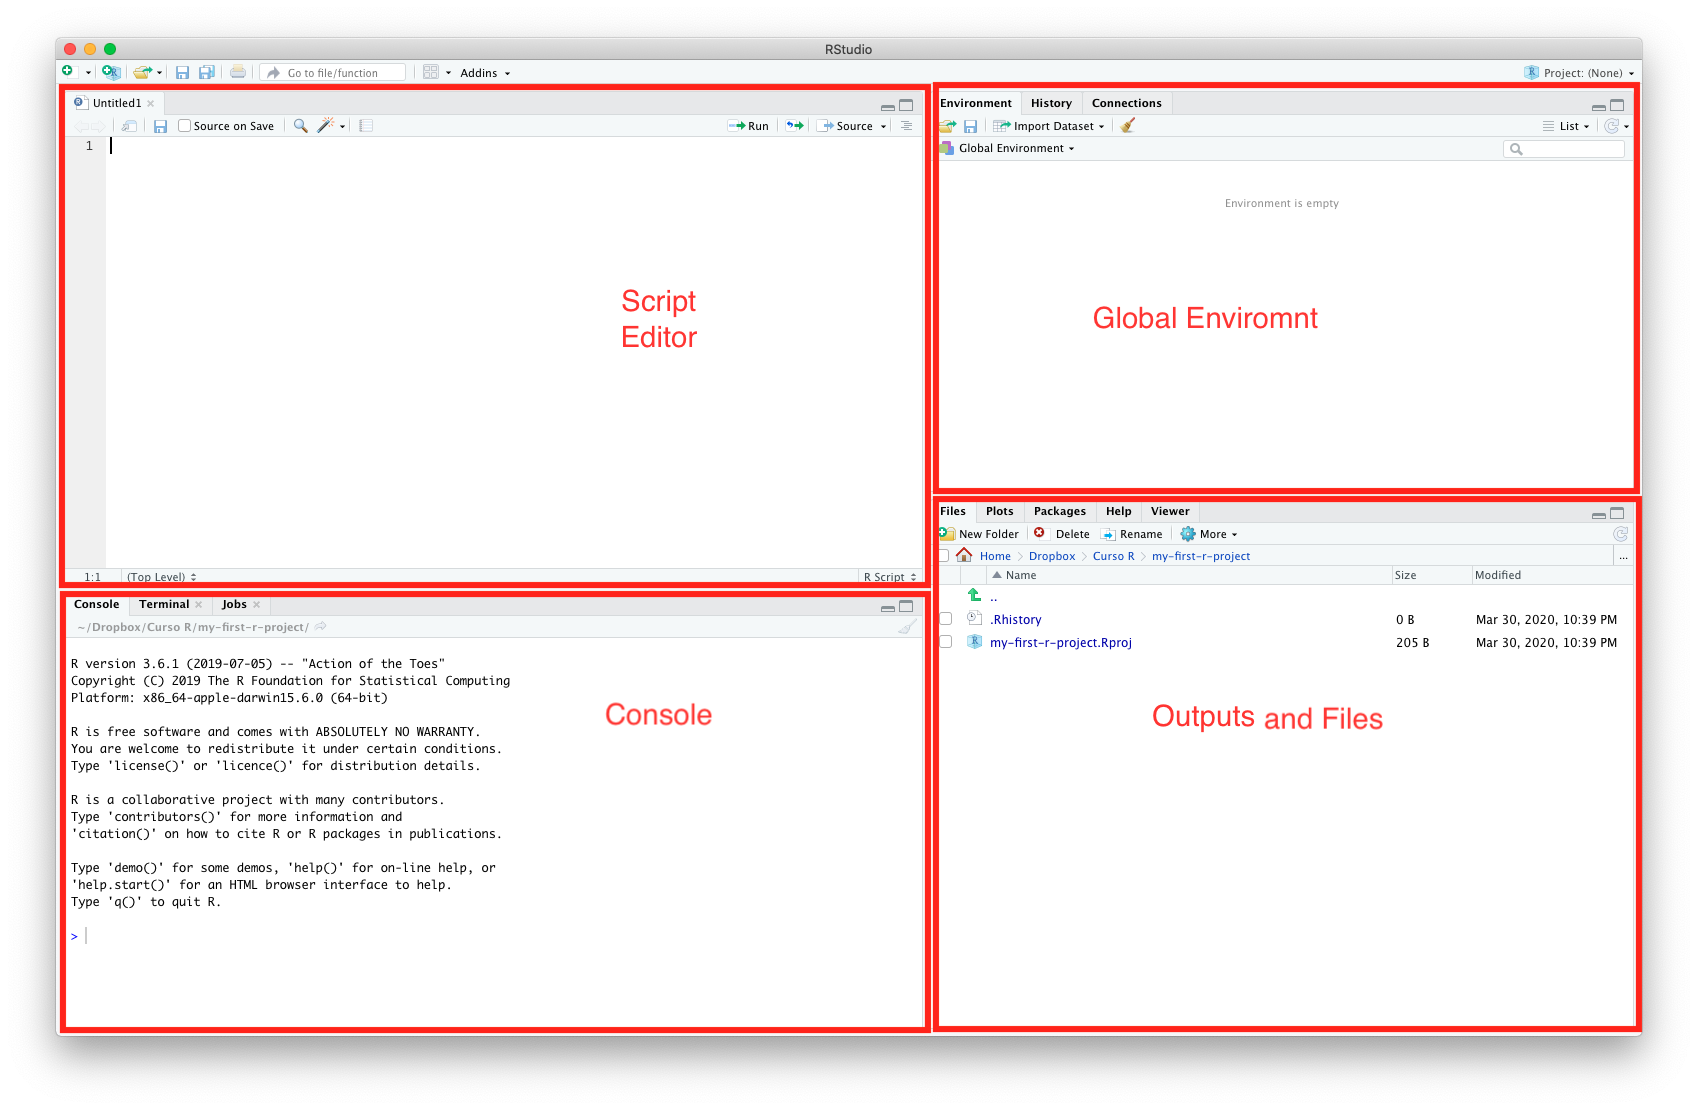 RStudio
Go to file/function Addins Project: (None)
Untitled1
Source on Save Run Source
1
Script
Editor
1:1 (Top Level) R Script
Console Terminal Jobs
~/Dropbox/Curso R/my-first-r-project/
R version 3.6.1 (2019-07-05) -- "Action of the Toes"
Copyright (C) 2019 The R Foundation for Statistical Computing
Platform: x86_64-apple-darwin15.6.0 (64-bit)
R is free software and comes with ABSOLUTELY NO WARRANTY.
You are welcome to redistribute it under certain conditions.
Type 'license()' or 'licence()' for distribution details.
R is a collaborative project with many contributors.
Type 'contributors()' for more information and
'citation()' on how to cite R or R packages in publications.
Type 'demo()' for some demos, 'help()' for on-line help, or
'help.start()' for an HTML browser interface to help.
Type 'q()' to quit R.
>
Console
Environment History Connections
Import Dataset List
Global Environment
Environment is empty
Global Enviromnt
Files Plots Packages Help Viewer
New Folder Delete Rename More
Home Dropbox Curso R my-first-r-project ...
Name Size Modified
..
.Rhistory 0 B Mar 30, 2020, 10:39 PM
my-first-r-project.Rproj 205 B Mar 30, 2020, 10:39 PM
Outputs and Files